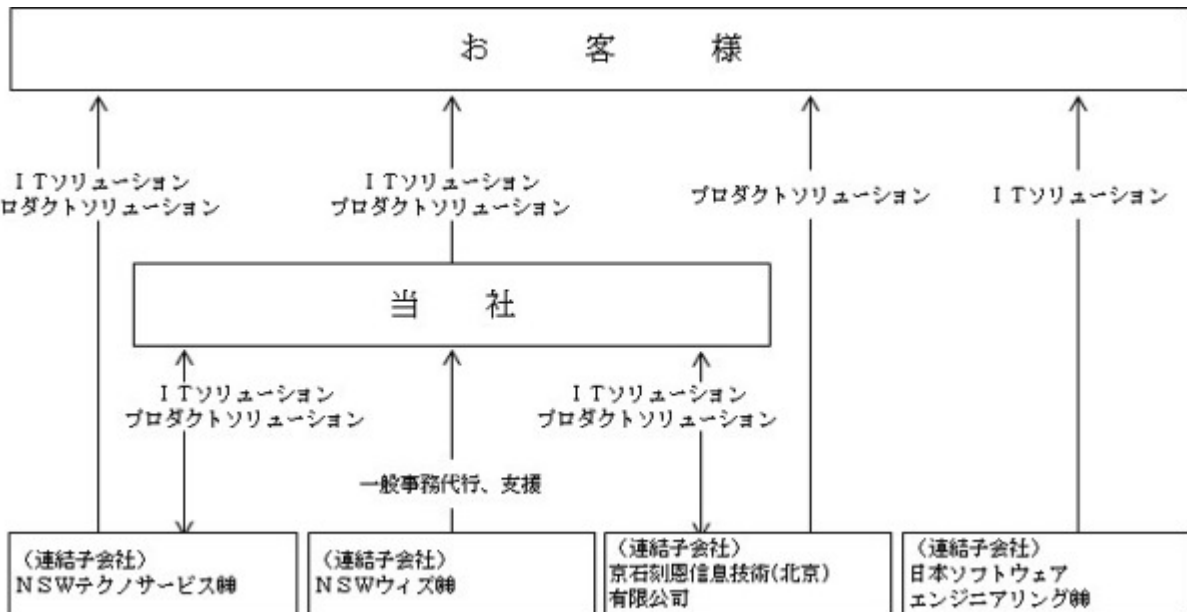 お客様
ITソリューション
ロダクトソリューション
ITソリューション
プロダクトソリューション
プロダクトソリューション
ITソリューション
当社
ITソリューション
プロダクトソリューション
ITソリューション
プロダクトソリューション
一般事務代行、支援
(連結子会社)
NSWテクノサービス㈱
(連結子会社)
NSWウィズ㈱
(連結子会社)
京石刻恩信息技術(北京)
有限公司
(連結子会社)
日本ソフトウェア
エンジニアリング㈱